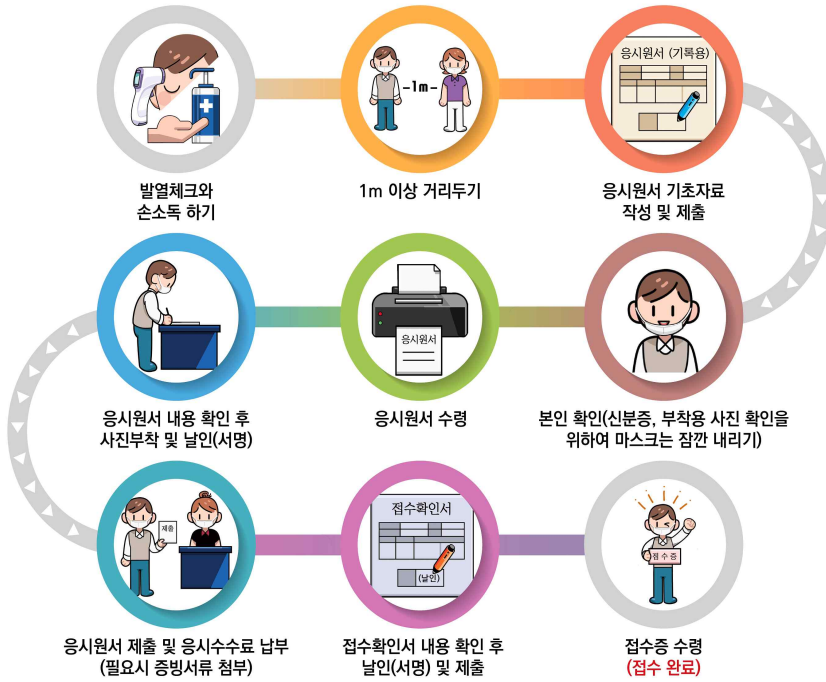 -1m-
응시원서 (기록용)
발열체크와
손소독 하기
1m 이상 거리두기
응시원서 기초자료
작성 및 제출
응시원서
응시원서 내용 확인 후
사진부착 및 날인(서명)
응시원서 수령
본인 확인(신분증, 부착용 사진 확인을
위하여 마스크는 잠깐 내리기)
제출
접수확인서
(날인)
접수증
응시원서 제출 및 응시수수료 납부
(필요시 증빙서류 첨부)
접수확인서 내용 확인 후
날인(서명) 및 제출
접수증 수령
(접수 완료)